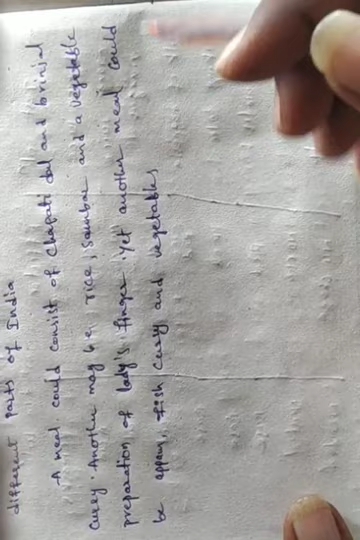 different parts of India
A meal could consist of Chapati dal and brinjal
curry. Another may be rice, Sambar and a vegetable
preparation of lady's finger. Yet another meal could
be appam, fish curry and vegetables